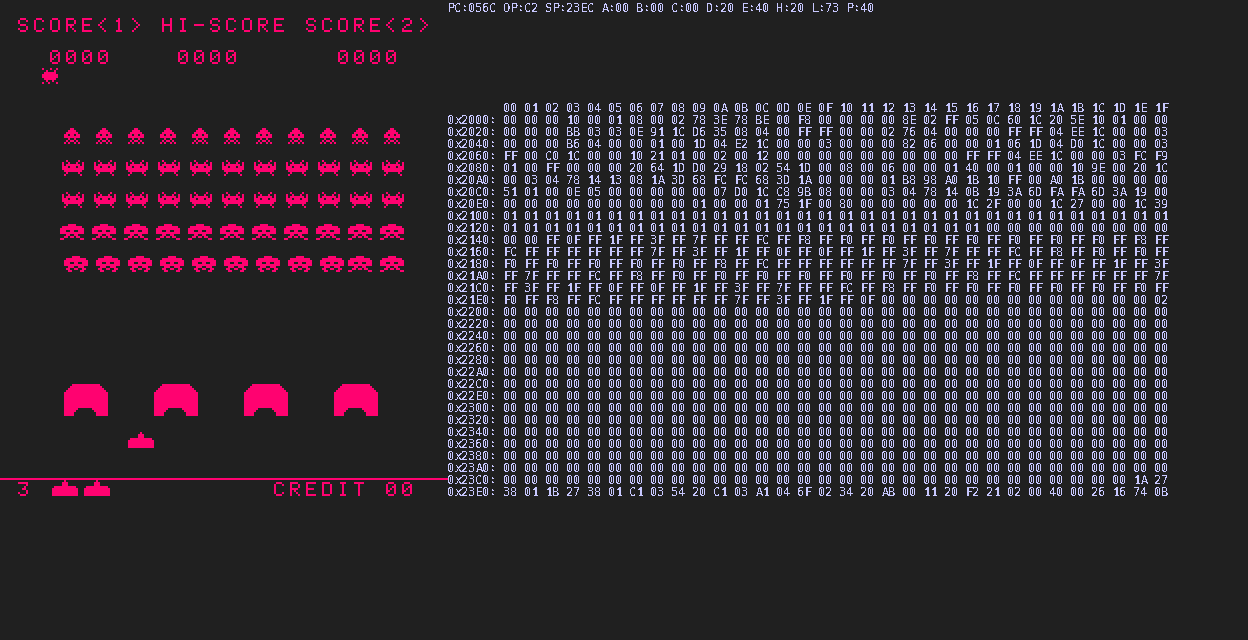 PC:056C OP:C2 SP:23EC A:00 B:00 C:00 D:20 E:40 H:20 L:73 P:40
SCORE<1> HI-SCORE SCORE<2>
0000 0000 0000
00 01 02 03 04 05 06 07 08 09 0A 0B 0C 0D 0E 0F 10 11 12 13 14 15 16 17 18 19 1A 1B 1C 1D 1E 1F
0x2000: 00 00 00 10 00 01 08 00 02 78 3E 78 BE 00 F8 00 00 00 00 8E 02 FF 05 0C 60 1C 20 5E 10 01 00 00
0x2020: 00 00 00 BB 03 03 0E 91 1C D6 35 08 04 00 FF FF 00 00 02 76 04 00 00 00 FF FF 04 EE 1C 00 00 03
0x2040: 00 00 00 B6 04 00 00 01 00 1D 04 E2 1C 00 00 03 00 00 00 82 06 00 00 01 06 1D 04 D0 1C 00 00 03
0x2060: FF 00 C0 1C 00 00 10 21 01 00 02 00 12 00 00 00 00 00 00 00 00 00 FF FF 04 EE 1C 00 00 03 FC F9
0x2080: 01 00 FF 00 00 00 20 64 1D D0 29 18 02 54 1D 00 08 00 06 00 00 01 40 00 01 00 00 10 9E 00 20 1C
0x20A0: 00 03 04 78 14 13 08 1A 3D 68 FC FC 68 3D 1A 00 00 00 01 B8 98 A0 1B 10 FF 00 A0 1B 00 00 00 00
0x20C0: 51 01 00 0E 05 00 00 00 00 00 07 D0 1C C8 9B 08 00 00 03 04 78 14 0B 19 3A 6D FA FA 6D 3A 19 00
0x20E0: 00 00 00 00 00 00 00 00 00 01 00 00 01 75 1F 00 80 00 00 00 00 00 1C 2F 00 00 1C 27 00 00 1C 39
0x2100: 01 01 01 01 01 01 01 01 01 01 01 01 01 01 01 01 01 01 01 01 01 01 01 01 01 01 01 01 01 01 01 01
0x2120: 01 01 01 01 01 01 01 01 01 01 01 01 01 01 01 01 01 01 01 01 01 01 01 00 00 00 00 00 00 00 00 00
0x2140: 00 00 FF 0F FF 1F FF 3F FF 7F FF FF FC FF F8 FF F0 FF F0 FF F0 FF F0 FF F0 FF F0 FF F0 FF F8 FF
0x2160: FC FF FF FF FF FF FF 7F FF 3F FF 1F FF 0F FF 0F FF 1F FF 3F FF 7F FF FF FC FF F8 FF F0 FF F0 FF
0x2180: F0 FF F0 FF F0 FF F0 FF F0 FF F8 FF FC FF FF FF FF FF FF 7F FF 3F FF 1F FF 0F FF 0F FF 1F FF 3F
0x21A0: FF 7F FF FF FC FF F8 FF F0 FF F0 FF F0 FF F0 FF F0 FF F0 FF F0 FF F8 FF FC FF FF FF FF FF FF 7F
0x21C0: FF 3F FF 1F FF 0F FF 0F FF 1F FF 3F FF 7F FF FF FC FF F8 FF F0 FF F0 FF F0 FF F0 FF F0 FF F0 FF
0x21E0: F0 FF F8 FF FC FF FF FF FF FF FF 7F FF 3F FF 1F FF 0F 00 00 00 00 00 00 00 00 00 00 00 00 00 02
0x2200: 00 00 00 00 00 00 00 00 00 00 00 00 00 00 00 00 00 00 00 00 00 00 00 00 00 00 00 00 00 00 00 00
0x2220: 00 00 00 00 00 00 00 00 00 00 00 00 00 00 00 00 00 00 00 00 00 00 00 00 00 00 00 00 00 00 00 00
0x2240: 00 00 00 00 00 00 00 00 00 00 00 00 00 00 00 00 00 00 00 00 00 00 00 00 00 00 00 00 00 00 00 00
0x2260: 00 00 00 00 00 00 00 00 00 00 00 00 00 00 00 00 00 00 00 00 00 00 00 00 00 00 00 00 00 00 00 00
0x2280: 00 00 00 00 00 00 00 00 00 00 00 00 00 00 00 00 00 00 00 00 00 00 00 00 00 00 00 00 00 00 00 00
0x22A0: 00 00 00 00 00 00 00 00 00 00 00 00 00 00 00 00 00 00 00 00 00 00 00 00 00 00 00 00 00 00 00 00
0x22C0: 00 00 00 00 00 00 00 00 00 00 00 00 00 00 00 00 00 00 00 00 00 00 00 00 00 00 00 00 00 00 00 00
0x22E0: 00 00 00 00 00 00 00 00 00 00 00 00 00 00 00 00 00 00 00 00 00 00 00 00 00 00 00 00 00 00 00 00
0x2300: 00 00 00 00 00 00 00 00 00 00 00 00 00 00 00 00 00 00 00 00 00 00 00 00 00 00 00 00 00 00 00 00
0x2320: 00 00 00 00 00 00 00 00 00 00 00 00 00 00 00 00 00 00 00 00 00 00 00 00 00 00 00 00 00 00 00 00
0x2340: 00 00 00 00 00 00 00 00 00 00 00 00 00 00 00 00 00 00 00 00 00 00 00 00 00 00 00 00 00 00 00 00
0x2360: 00 00 00 00 00 00 00 00 00 00 00 00 00 00 00 00 00 00 00 00 00 00 00 00 00 00 00 00 00 00 00 00
0x2380: 00 00 00 00 00 00 00 00 00 00 00 00 00 00 00 00 00 00 00 00 00 00 00 00 00 00 00 00 00 00 00 00
0x23A0: 00 00 00 00 00 00 00 00 00 00 00 00 00 00 00 00 00 00 00 00 00 00 00 00 00 00 00 00 00 00 00 00
0x23C0: 00 00 00 00 00 00 00 00 00 00 00 00 00 00 00 00 00 00 00 00 00 00 00 00 00 00 00 00 00 00 1A 27
0x23E0: 38 01 1B 27 38 01 C1 03 54 20 C1 03 A1 04 6F 02 34 20 AB 00 11 20 F2 21 02 00 40 00 26 16 74 0B
3 CREDIT 00